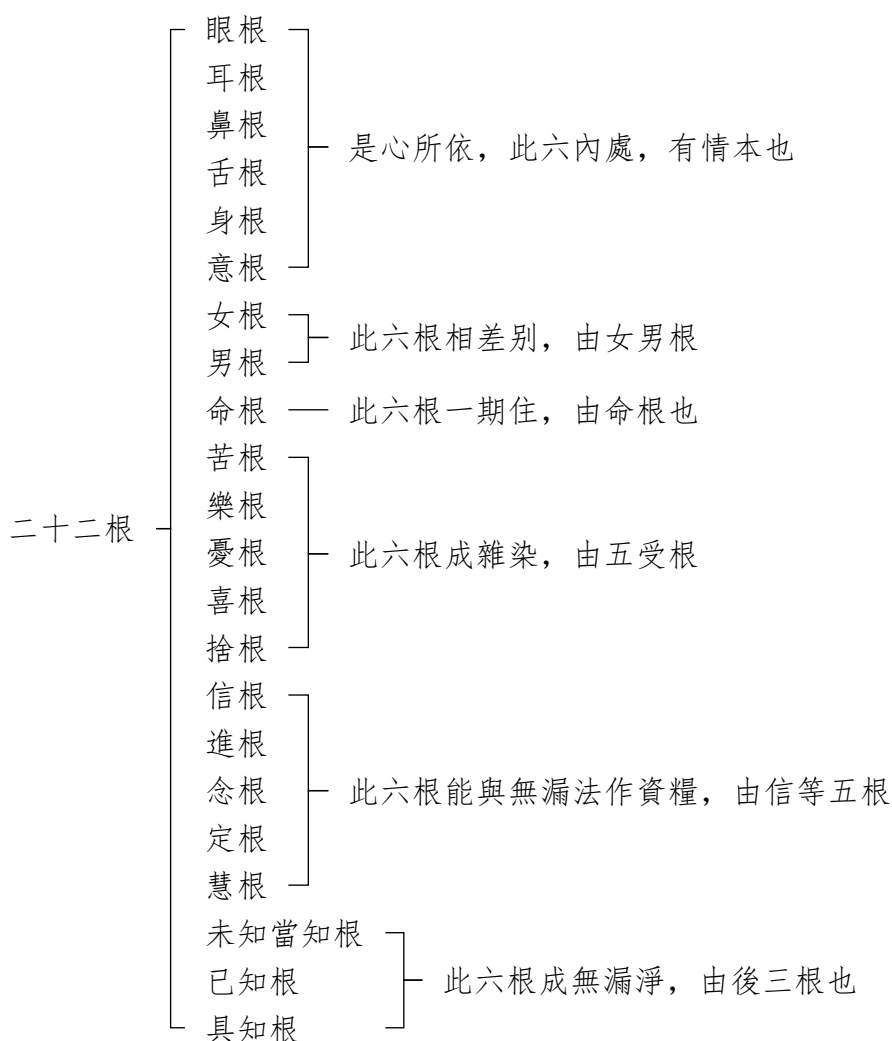 眼根
耳根
鼻根
舌根
身根
意根
是心所依，此六內處，有情本也
女根
男根
此六根相差別，由女男根
命根
此六根一期住，由命根也
二十二根
苦根
樂根
憂根
喜根
捨根
此六根成雜染，由五受根
信根
進根
念根
定根
慧根
此六根能與無漏法作資糧，由信等五根
未知當知根
已知根
具知根
此六根成無漏淨，由後三根也